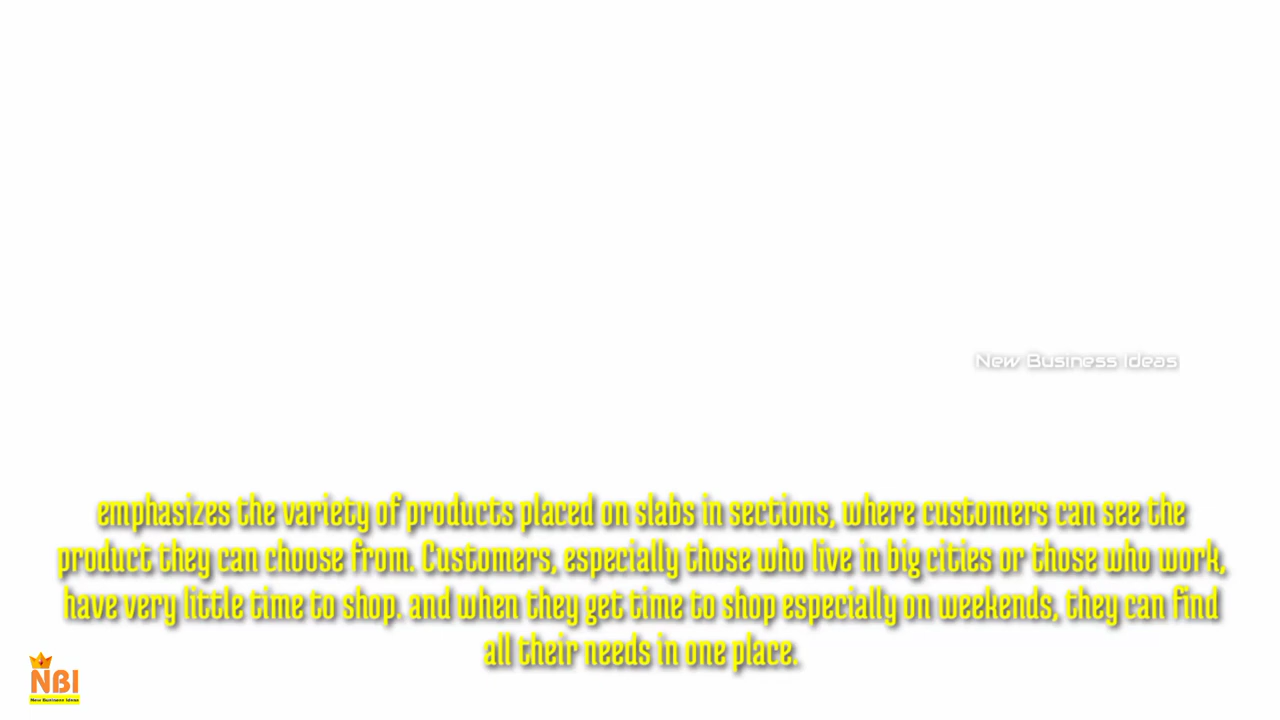 New Business Ideas
emphasizes the variety of products placed on slabs in sections, where customers can see the
product they can choose from. Customers, especially those who live in big cities or those who work,
have very little time to shop. and when they get time to shop especially on weekends, they can find
all their needs in one place.
NBI
New Business Ideas